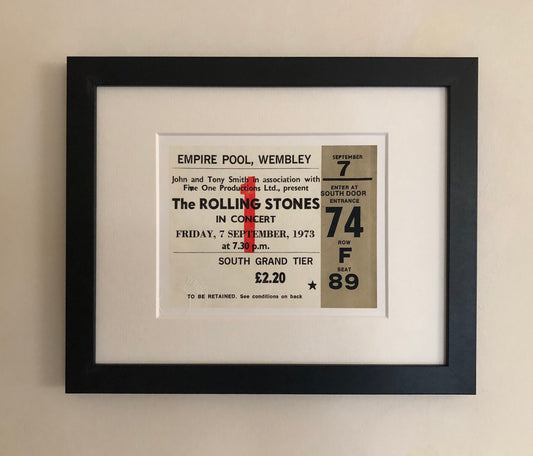 EMPIRE POOL, WEMBLEY
John and Tony Smith in association with
Five One Productions Ltd., present
1
The ROLLING STONES
IN CONCERT
FRIDAY, 7 SEPTEMBER, 1973
at 7.30 p.m.
SOUTH GRAND TIER
£2.20
TO BE RETAINED. See conditions on back
SEPTEMBER
7
ENTER AT
SOUTH DOOR
ENTRANCE
74
ROW
F
SEAT
89